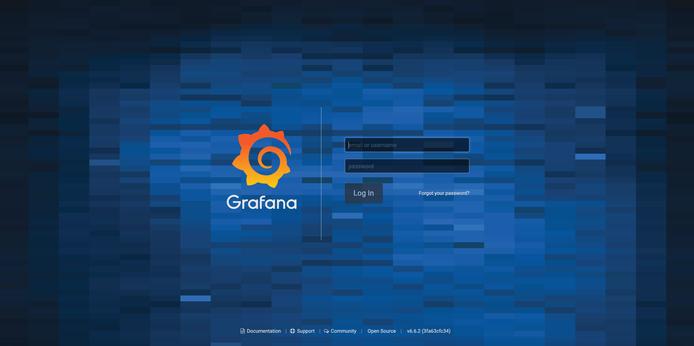 Grafana
email or username
password
Log In
Forgot your password?
Documentation | Support | Community | Open Source | v6.6.2 (3fa63cfc34)